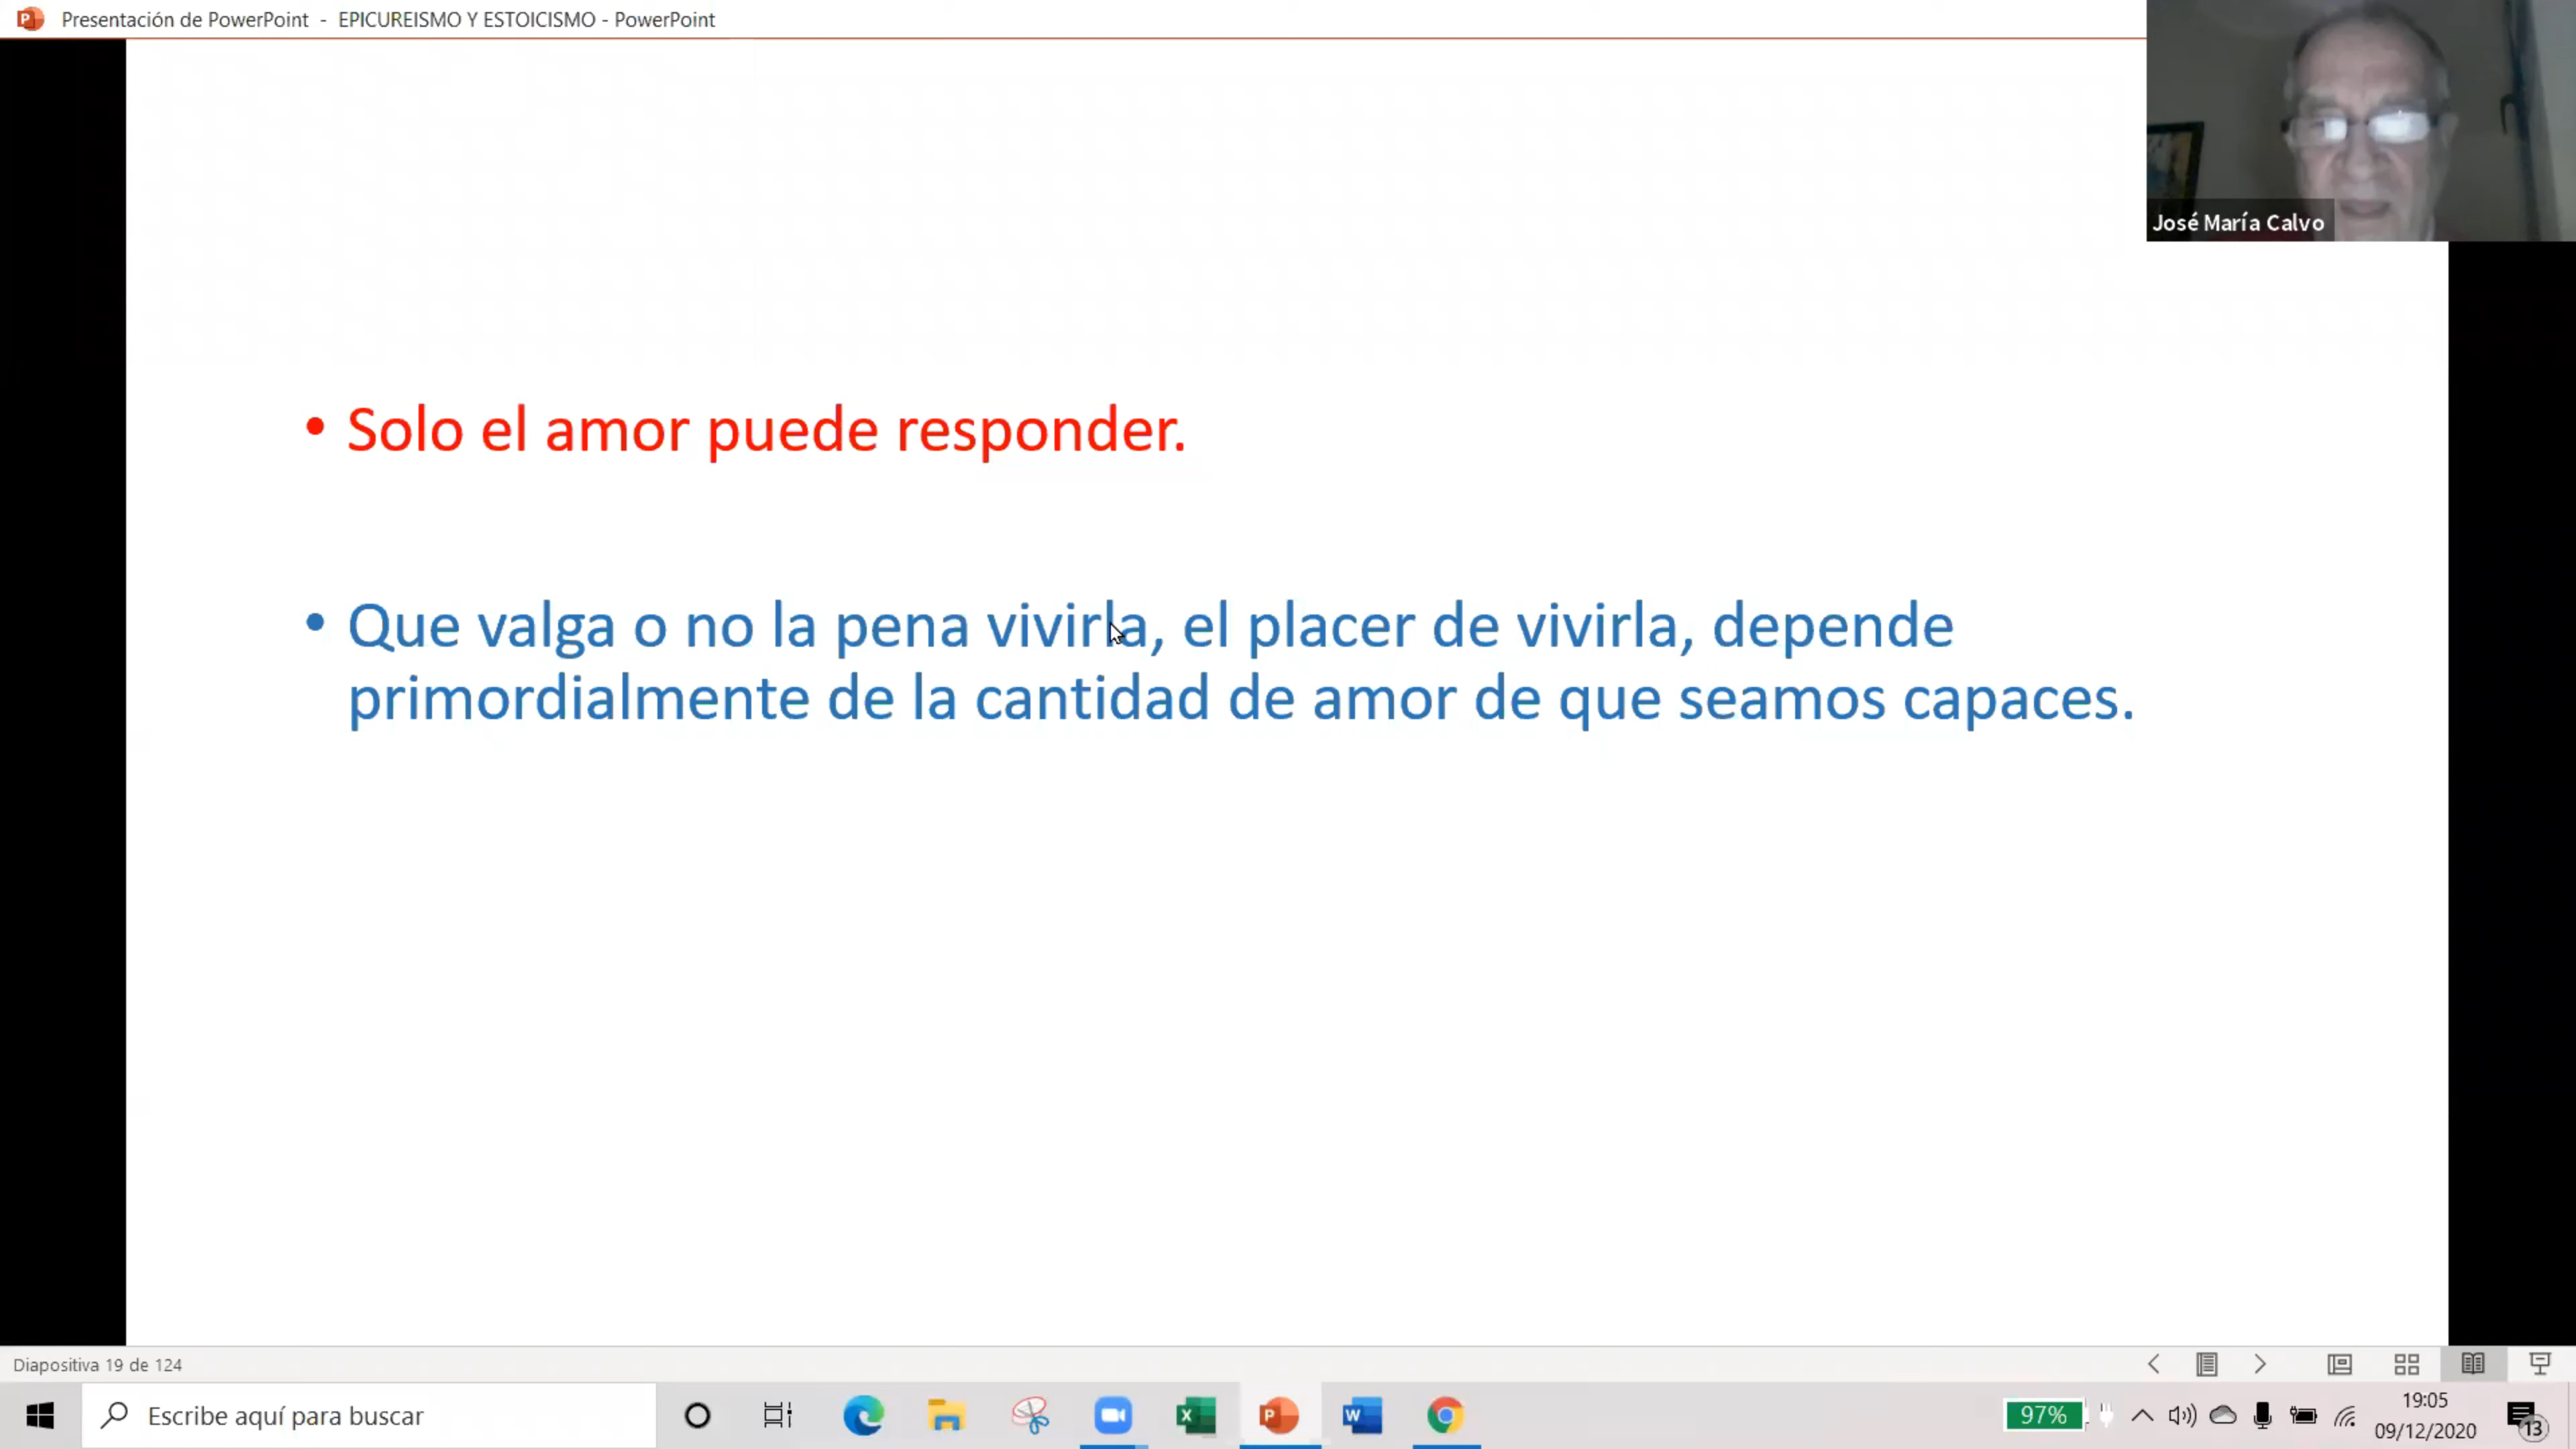 Presentación de PowerPoint - EPICUREISMO Y ESTOICISMO - PowerPoint
José María Calvo
• Solo el amor puede responder.
• Que valga o no la pena vivirla, el placer de vivirla, depende
primordialmente de la cantidad de amor de que seamos capaces.
Diapositiva 19 de 124
Escribe aquí para buscar
97%
19:05
09/12/2020
13